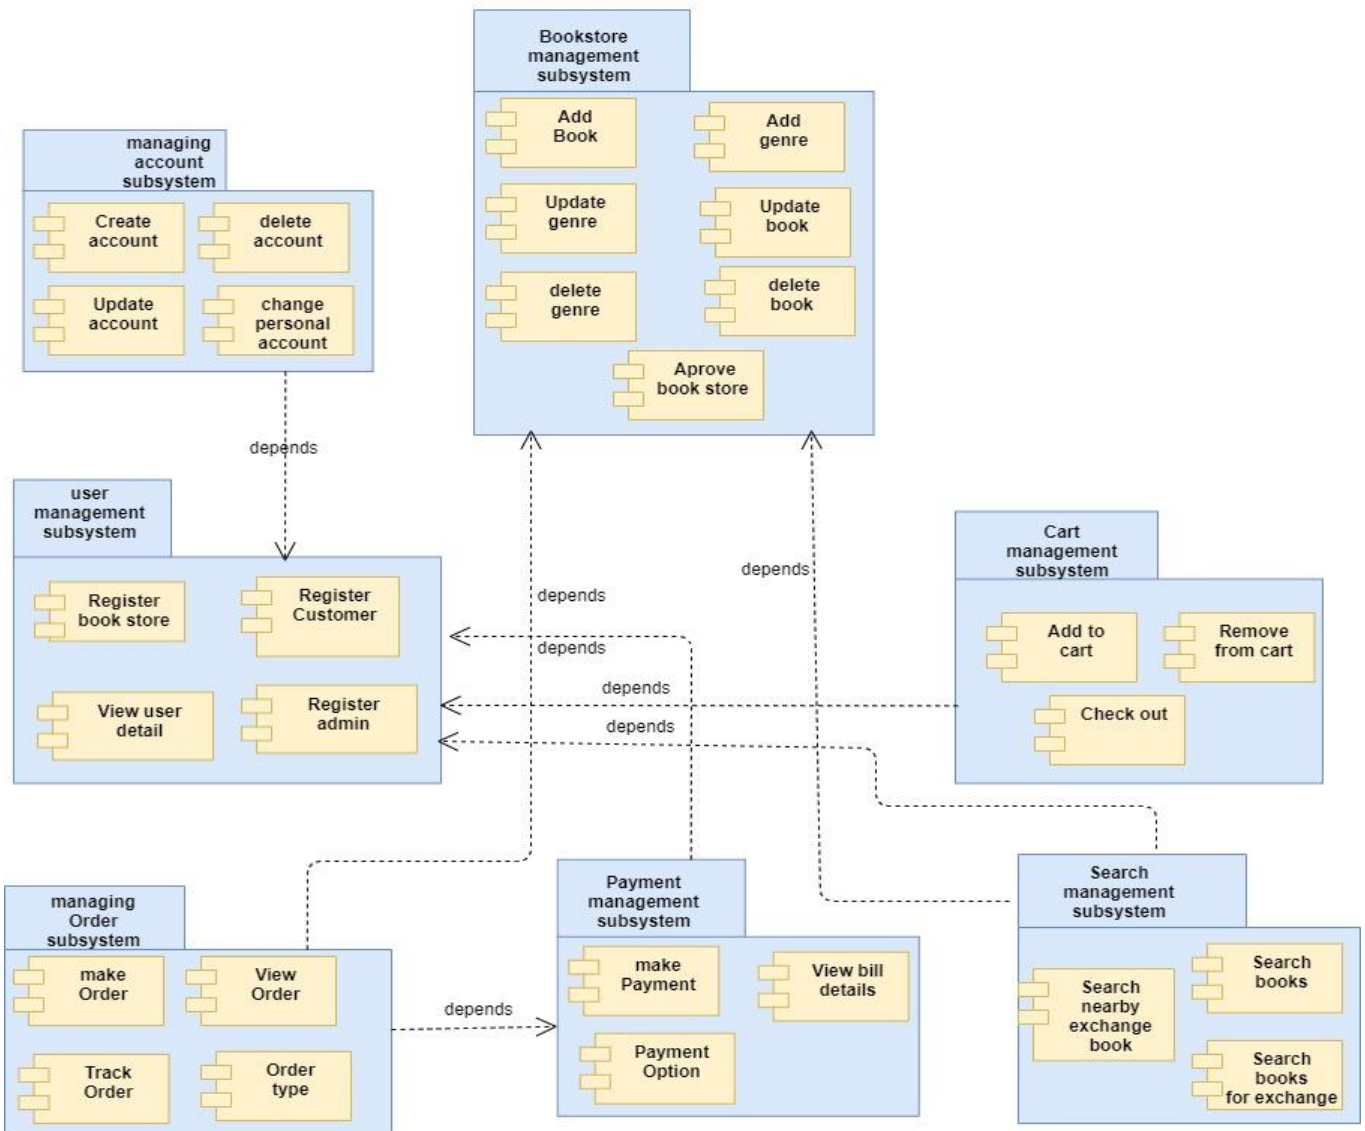 Bookstore
management
subsystem
Add
Book
Add
genre
Update
genre
Update
book
delete
genre
delete
book
Aprove
book store
managing
account
subsystem
Create
account
delete
account
Update
account
change
personal
account
depends
user
management
subsystem
Register
book store
Register
Customer
View user
detail
Register
admin
depends
depends
depends
depends
depends
Cart
management
subsystem
Add to
cart
Remove
from cart
Check out
managing
Order
subsystem
make
Order
View
Order
Track
Order
Order
type
depends
Payment
management
subsystem
make
Payment
View bill
details
Payment
Option
Search
management
subsystem
Search
nearby
exchange
book
Search
books
Search
books
for exchange